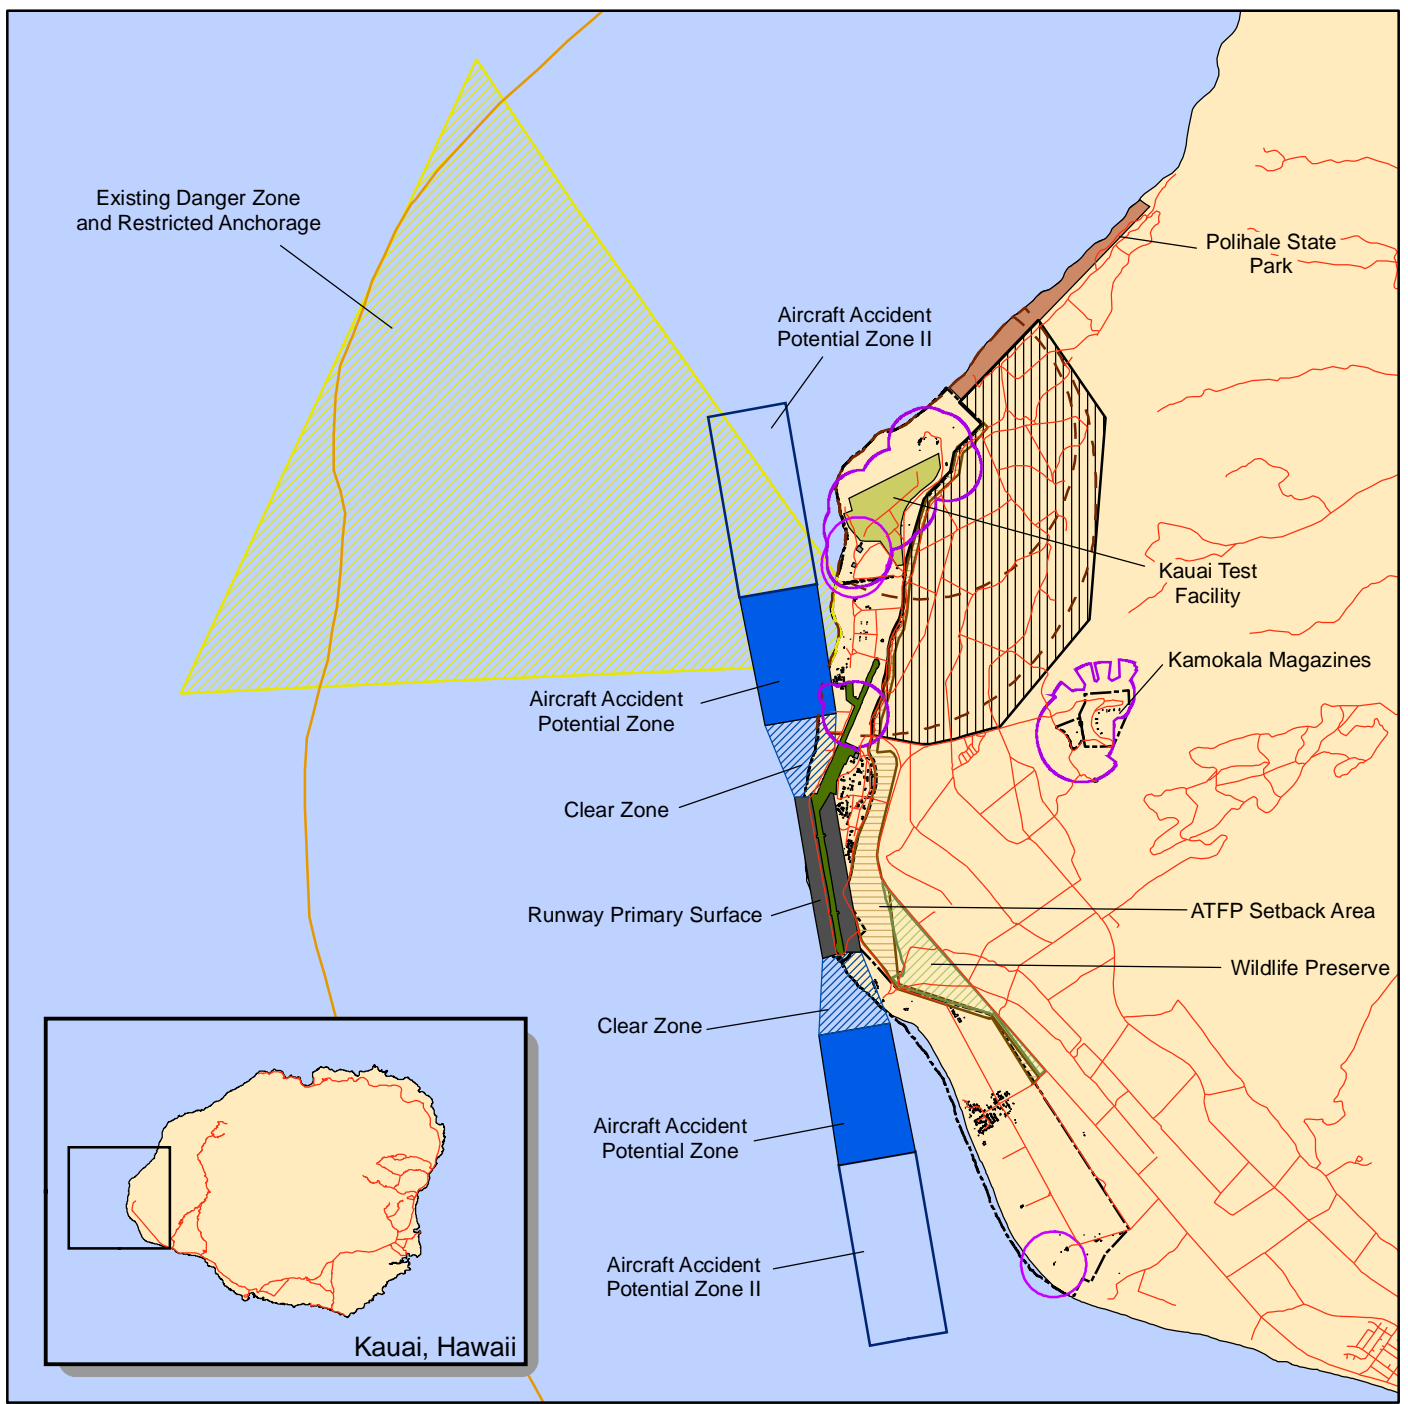 Existing Danger Zone
and Restricted Anchorage
Polihale State
Park
Aircraft Accident
Potential Zone II
Kauai Test
Facility
Kamokala Magazines
Aircraft Accident
Potential Zone
Clear Zone
Runway Primary Surface
ATFP Setback Area
Wildlife Preserve
Clear Zone
Aircraft Accident
Potential Zone
Aircraft Accident
Potential Zone II
Kauai, Hawaii